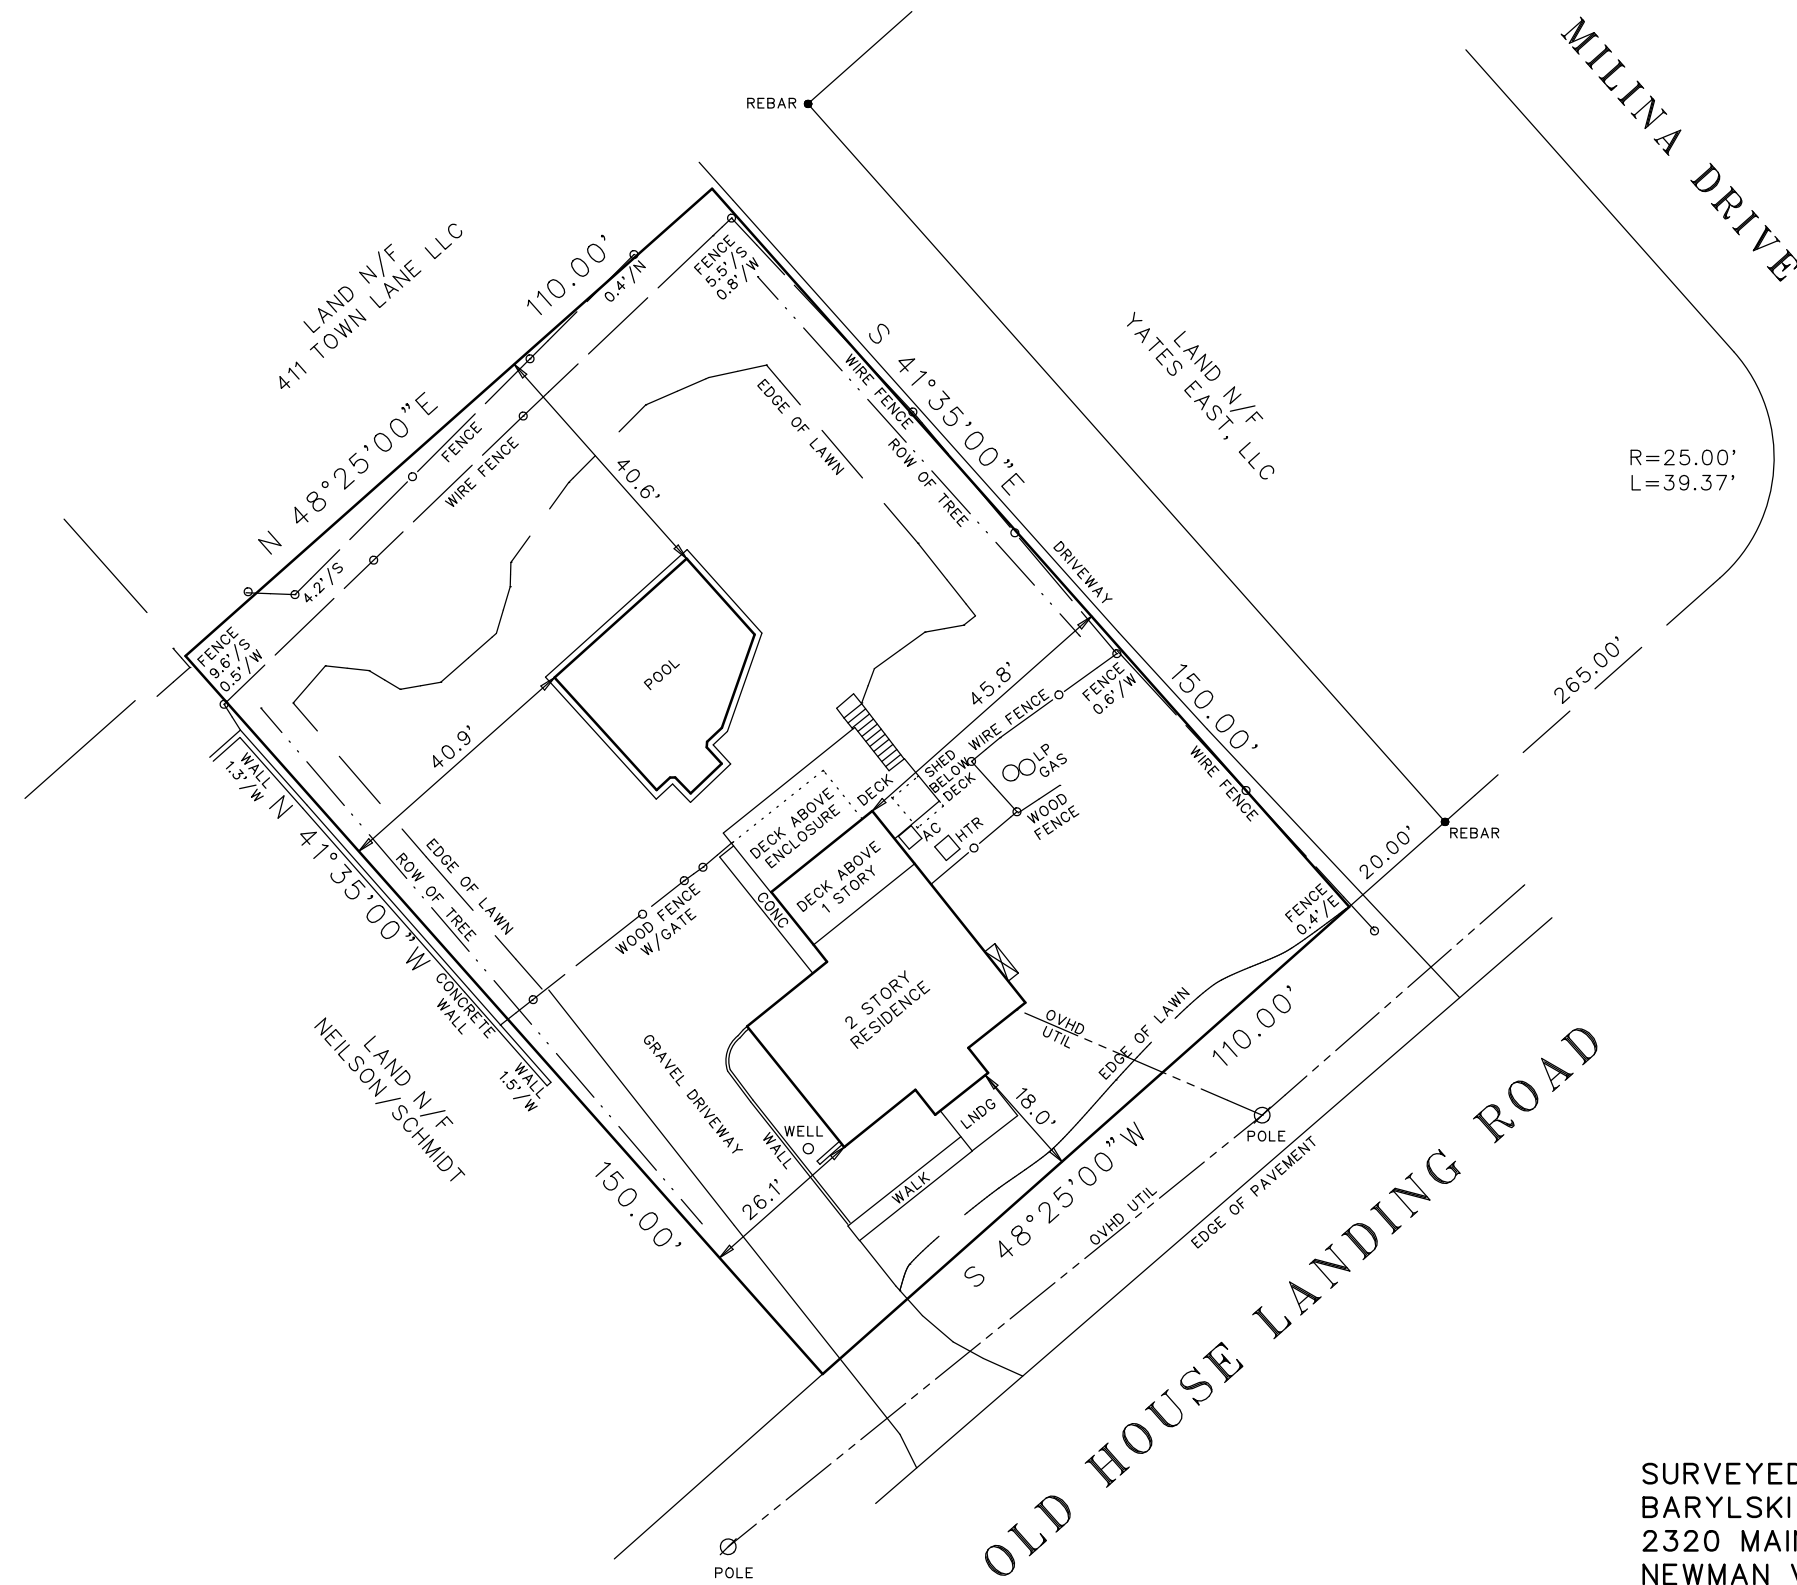 MILINA DRIVE
REBAR
LAND N/F
411 TOWN LANE LLC
110.00'
0.4'/N
FENCE
5.5'/S
0.8'/W
S 41°35'00"E
LAND N/F
YATES EAST, LLC
WIRE FENCE
EDGE OF LAWN
ROW OF TREE
N 48°25'00"E
FENCE
WIRE FENCE
40.6'
R=25.00'
L=39.37'
4.2'/S
DRIVEWAY
FENCE
9.6'/S
0.5'/W
POOL
265.00'
45.8'
FENCE
0.6'/W
150.00'
WIRE FENCE
40.9'
WALL
1.3'/W
SHED
BELOW
DECK
LP
GAS
WIRE FENCE
DECK
DECK ABOVE
ENCLOSURE
AC
HTR
WOOD
FENCE
REBAR
20.00'
N 41°35'00"W
EDGE OF LAWN
ROW OF TREE
DECK ABOVE
1 STORY
CONC
WOOD FENCE
W/GATE
FENCE
0.4'/E
CONCRETE
WALL
2 STORY
RESIDENCE
OVHD
UTIL
EDGE OF LAWN
110.00'
LAND N/F
NEILSON/SCHMIDT
WALL
1.5'/W
GRAVEL DRIVEWAY
WELL
WALL
LNDG
18.0'
POLE
WALK
26.1'
150.00'
S 48°25'00"W
OVHD UTIL
EDGE OF PAVEMENT
OLD HOUSE LANDING ROAD
POLE
SURVEYED
BARYLSKI
2320 MAI
NEWMAN